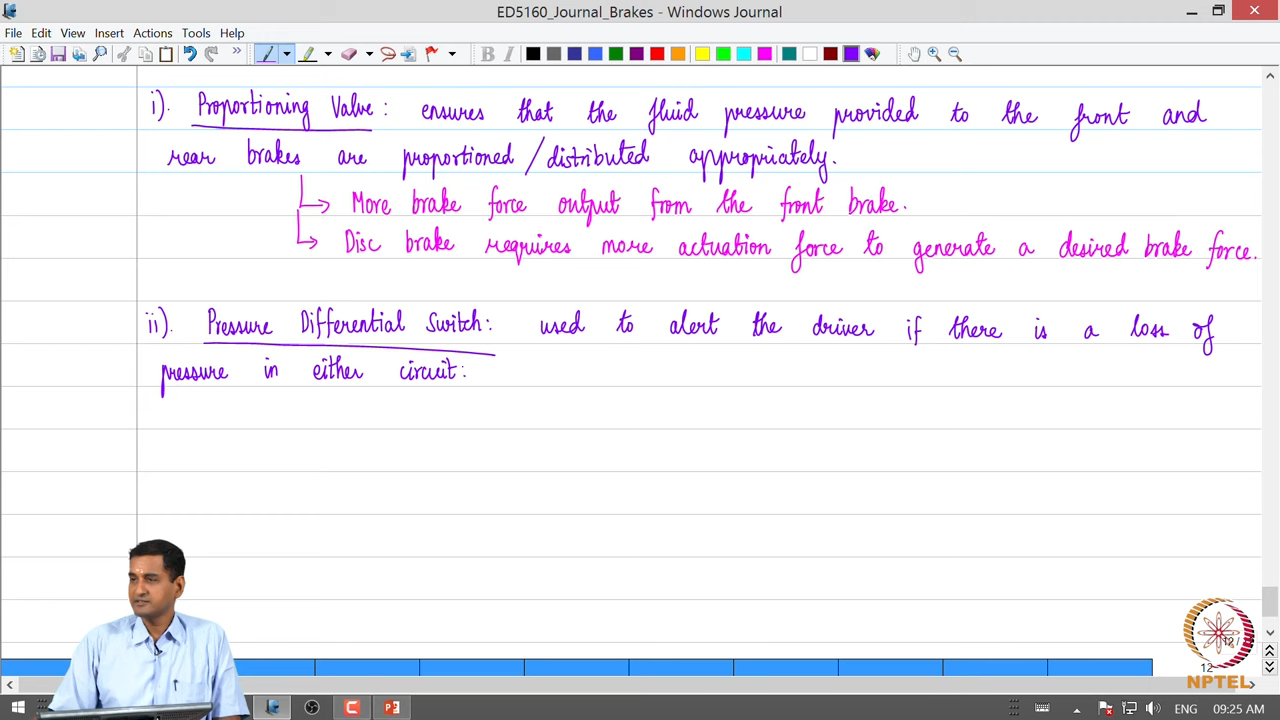 ED5160_Journal_Brakes - Windows Journal
File Edit View Insert Actions Tools Help
i). Proportioning Valve: ensures that the fluid pressure provided to the front and
rear brakes are proportioned/distributed appropriately.
More brake force output from the front brake.
Disc brake requires more actuation force to generate a desired brake force.
ii). Pressure Differential Switch: used to alert the driver if there is a loss of
pressure in either circuit:
12
NPTEL
ENG 09:25 AM